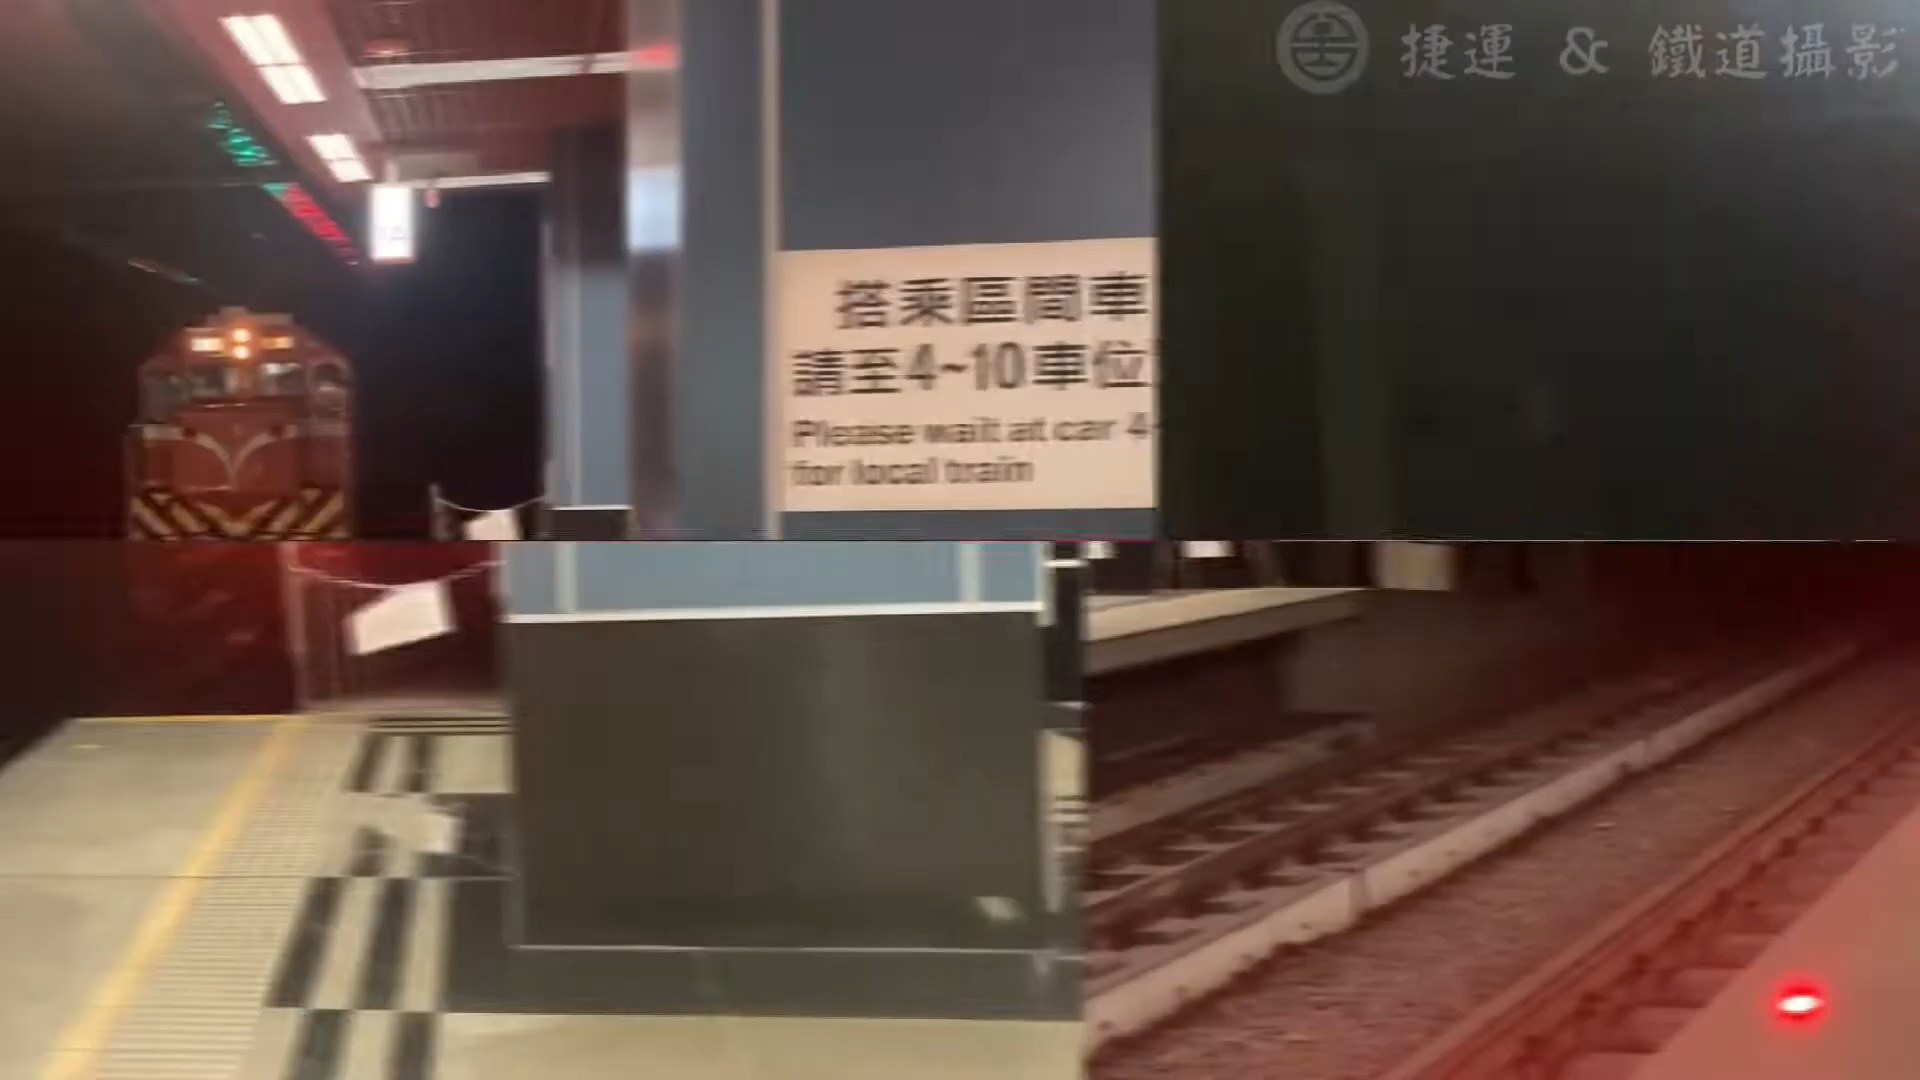 捷運 & 鐵道攝影
搭乘區間車
請至4~10車位
Please wait at car 4
for local train